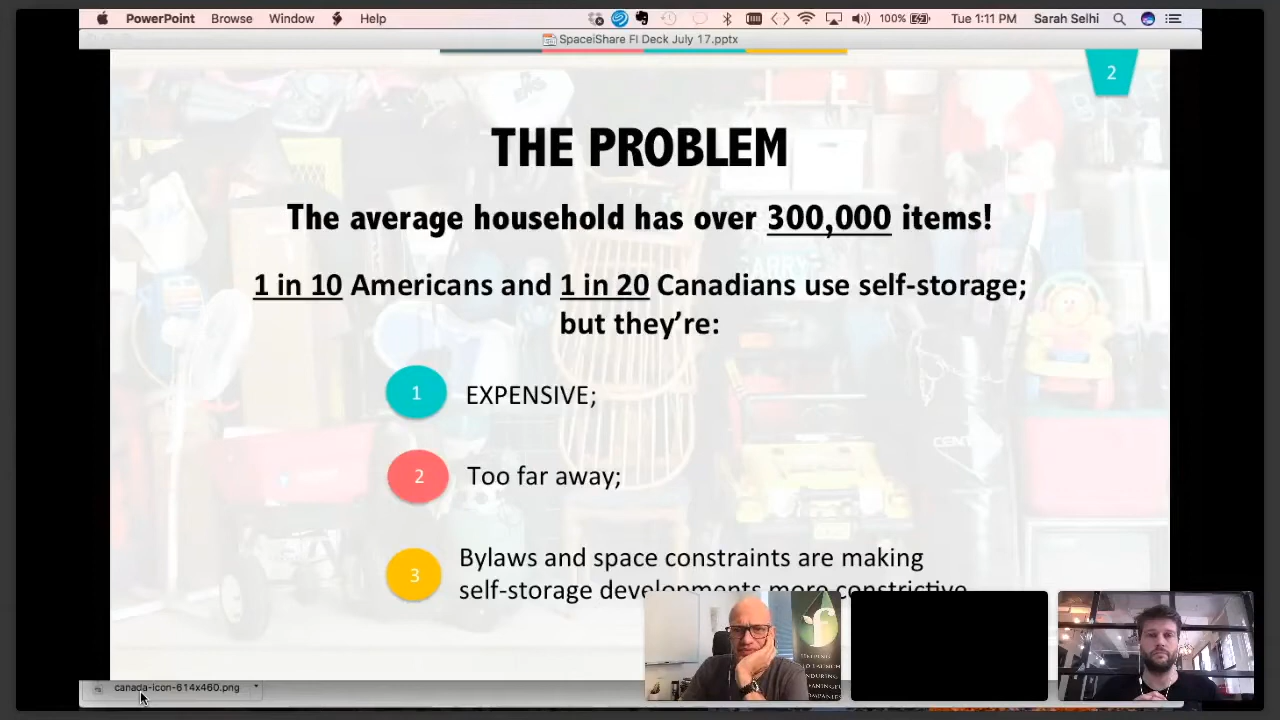 PowerPoint Browse Window Help 100% Tue 1:11 PM Sarah Selhi
SpaceiShare FI Deck July 17.pptx
2
THE PROBLEM
The average household has over 300,000 items!
1 in 10 Americans and 1 in 20 Canadians use self-storage;
but they're:
1 EXPENSIVE;
2 Too far away;
3
Bylaws and space constraints are making
self-storage developments more constrictive
f
HELPING
LAUNCH
canada-icon-614x460.png